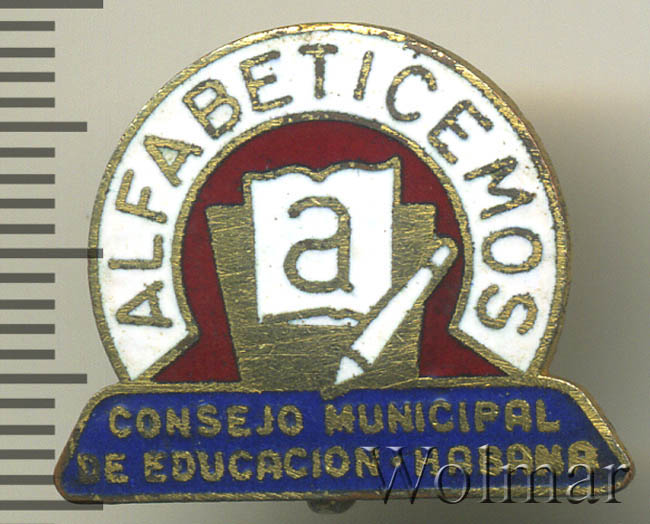 ALFABETICEMOS
a
CONSEJO MUNICIPAL
DE EDUCACION · HABANA
Wolmar